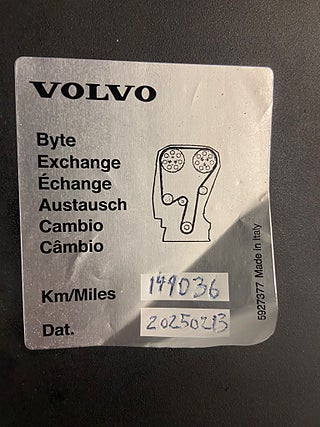 VOLVO
Byte
Exchange
Échange
Austausch
Cambio
Câmbio
Km/Miles 149036
Dat. 20250213
5927377 Made in Italy